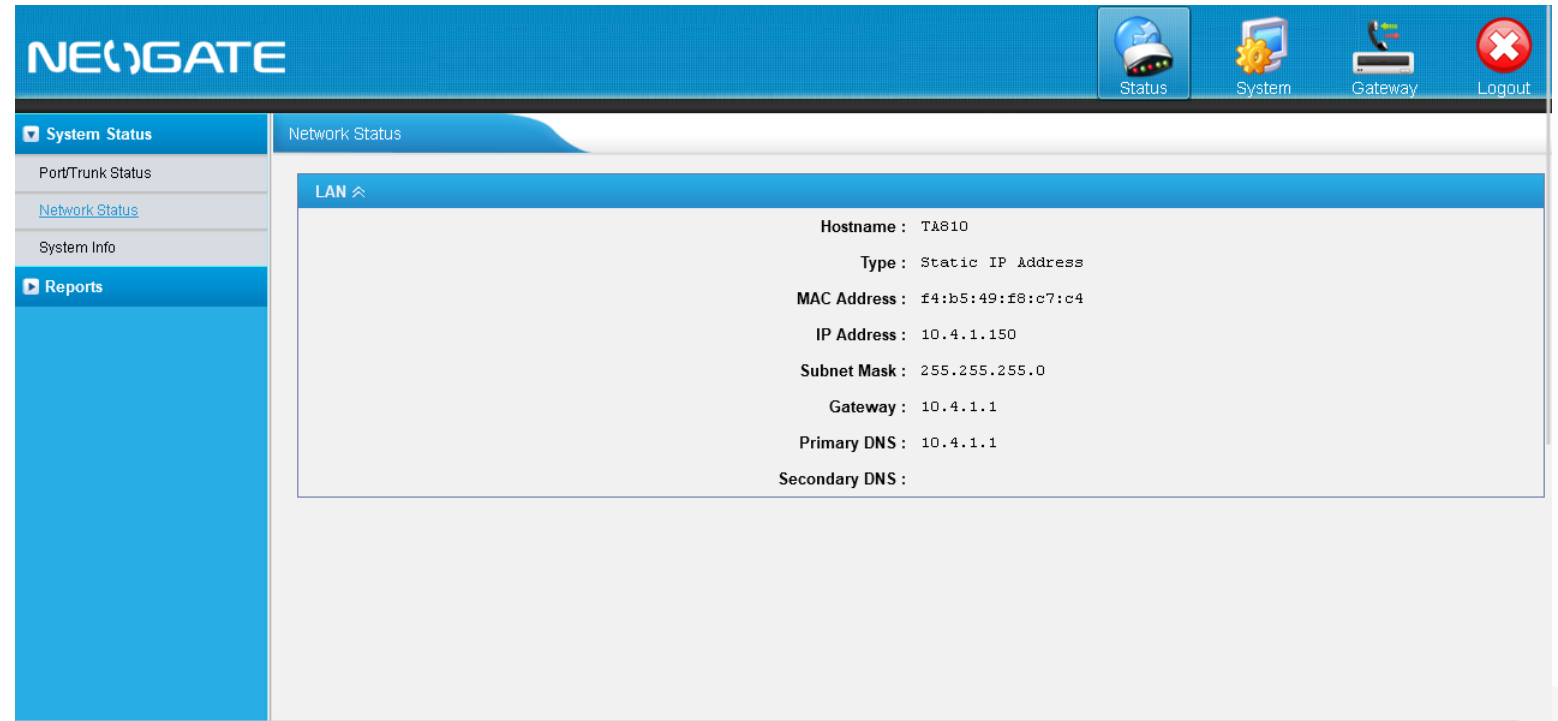 NEOGATE
Status
System
Gateway
Logout
System Status
Port/Trunk Status
Network Status
System Info
Reports
Network Status
LAN
Hostname : TA810
Type : Static IP Address
MAC Address : f4:b5:49:f8:c7:c4
IP Address : 10.4.1.150
Subnet Mask : 255.255.255.0
Gateway : 10.4.1.1
Primary DNS : 10.4.1.1
Secondary DNS :